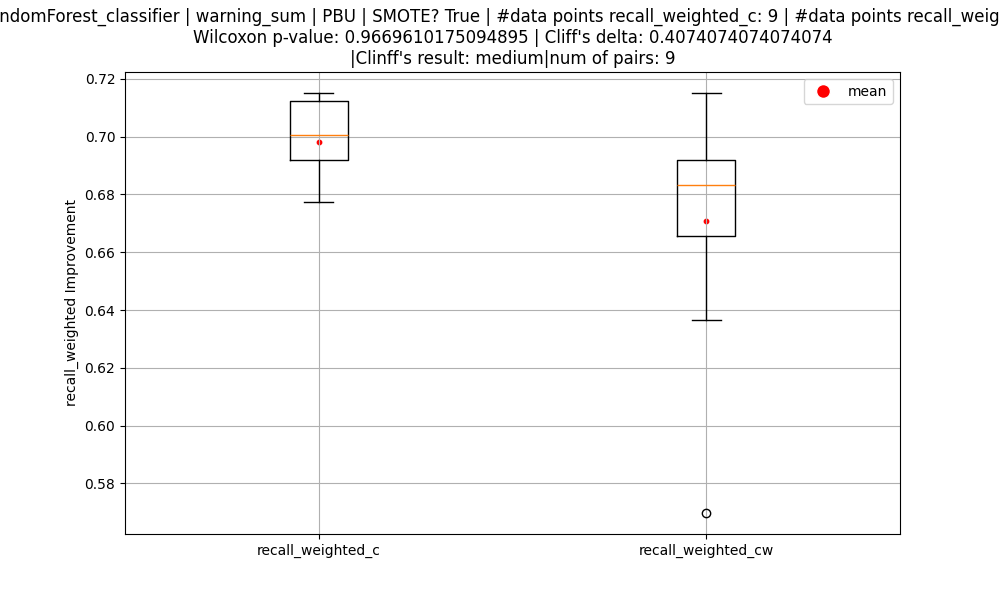 ndomForest_classifier | warning_sum | PBU | SMOTE? True | #data points recall_weighted_c: 9 | #data points recall_weig
Wilcoxon p-value: 0.9669610175094895 | Cliff's delta: 0.4074074074074074
|Clinff's result: medium|num of pairs: 9
mean
0.72
0.70
0.68
0.66
0.64
0.62
0.60
0.58
recall_weighted Improvement
recall_weighted_c
recall_weighted_cw